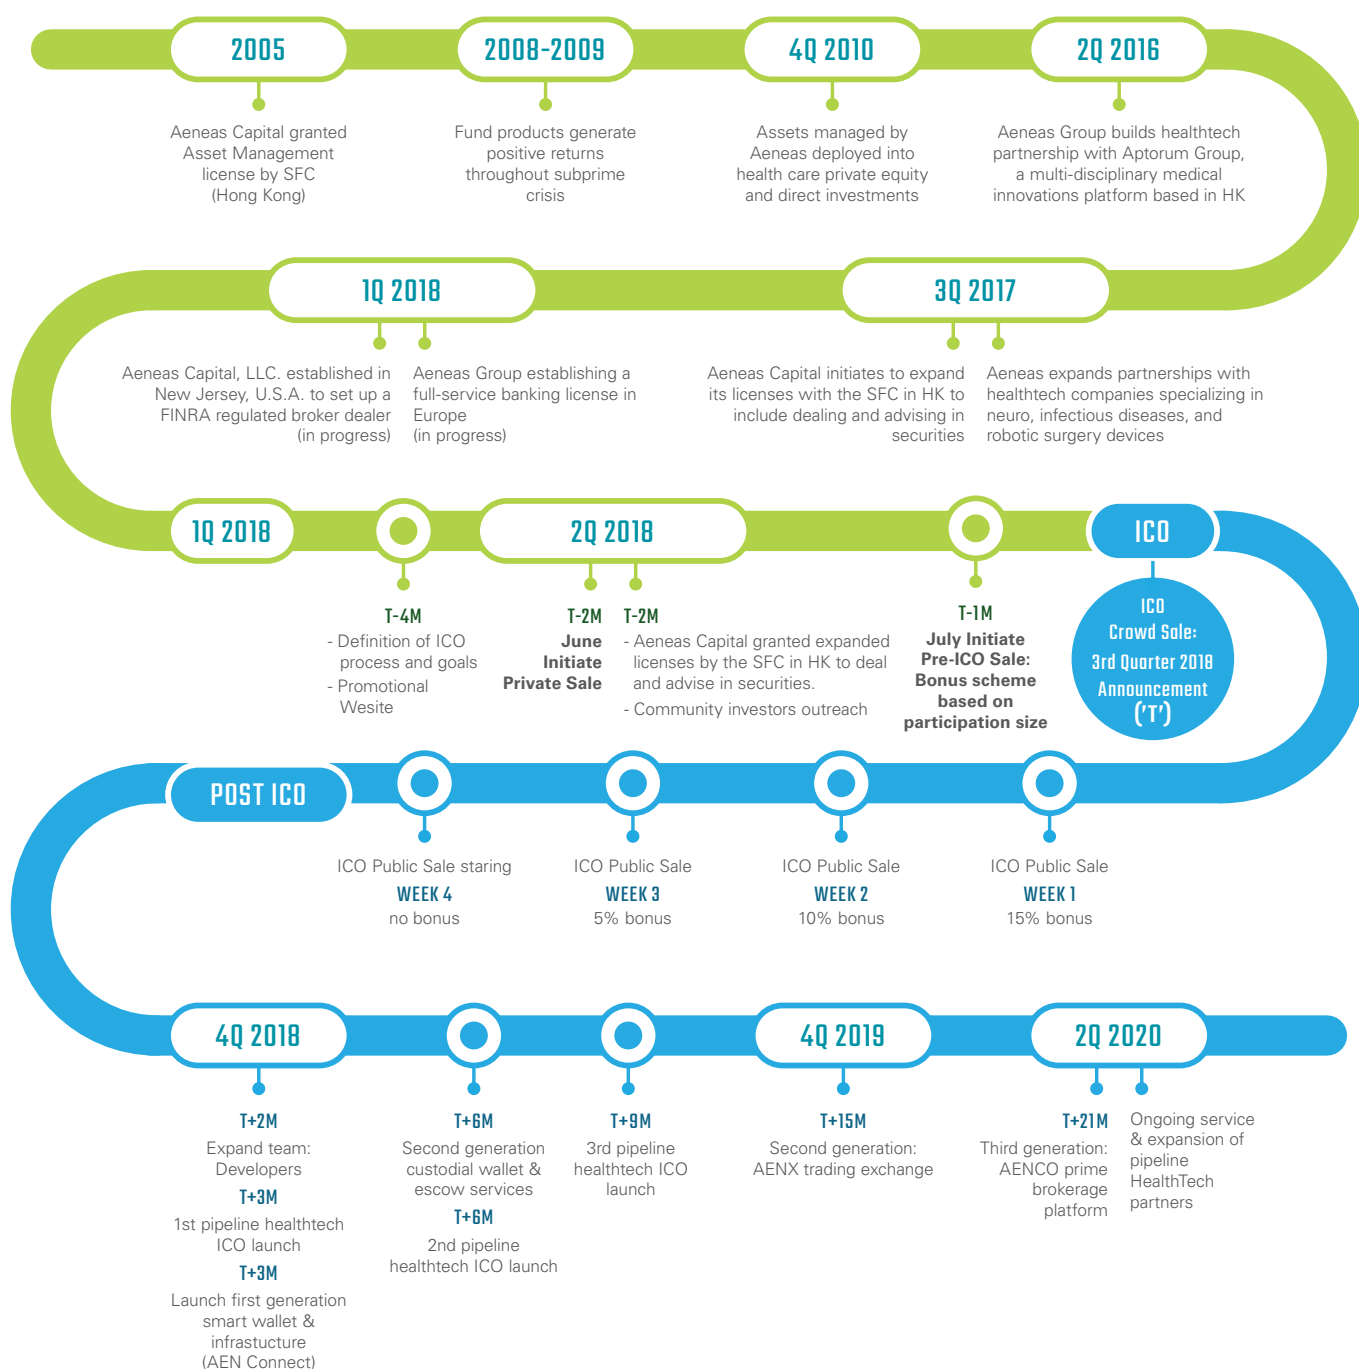 2005
Aeneas Capital granted
Asset Management
license by SFC
(Hong Kong)
2008-2009
Fund products generate
positive returns
throughout subprime
crisis
4Q 2010
Assets managed by
Aeneas deployed into
health care private equity
and direct investments
2Q 2016
Aeneas Group builds healthtech
partnership with Aptorum Group,
a multi-disciplinary medical
innovations platform based in HK
3Q 2017
Aeneas Capital initiates to expand
its licenses with the SFC in HK to
include dealing and advising in
securities
Aeneas expands partnerships with
healthtech companies specializing in
neuro, infectious diseases, and
robotic surgery devices
1Q 2018
Aeneas Capital, LLC. established in
New Jersey, U.S.A. to set up a
FINRA regulated broker dealer
(in progress)
Aeneas Group establishing a
full-service banking license in
Europe
(in progress)
1Q 2018
T-4M
- Definition of ICO
process and goals
- Promotional
Wesite
2Q 2018
T-2M
June
Initiate
Private Sale
T-2M
- Aeneas Capital granted expanded
licenses by the SFC in HK to deal
and advise in securities.
- Community investors outreach
T-1M
July Initiate
Pre-ICO Sale:
Bonus scheme
based on
participation size
ICO
ICO
Crowd Sale:
3rd Quarter 2018
Announcement
('T')
ICO Public Sale
WEEK 1
15% bonus
ICO Public Sale
WEEK 2
10% bonus
ICO Public Sale
WEEK 3
5% bonus
ICO Public Sale staring
WEEK 4
no bonus
POST ICO
4Q 2018
T+2M
Expand team:
Developers
T+3M
1st pipeline healthtech
ICO launch
T+3M
Launch first generation
smart wallet &
infrastucture
(AEN Connect)
T+6M
Second generation
custodial wallet &
escow services
T+6M
2nd pipeline
healthtech ICO launch
T+9M
3rd pipeline
healthtech ICO
launch
4Q 2019
T+15M
Second generation:
AENX trading exchange
2Q 2020
T+21M
Third generation:
AENCO prime
brokerage
platform
Ongoing service
& expansion of
pipeline
HealthTech
partners